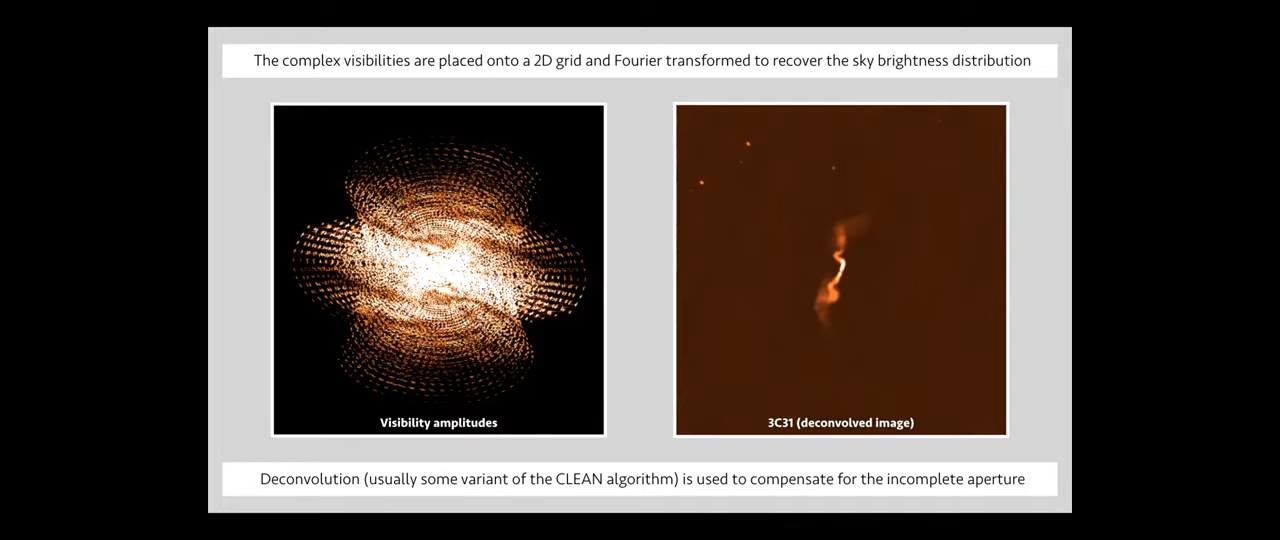 The complex visibilities are placed onto a 2D grid and Fourier transformed to recover the sky brightness distribution
Visibility amplitudes
3C31 (deconvolved image)
Deconvolution (usually some variant of the CLEAN algorithm) is used to compensate for the incomplete aperture